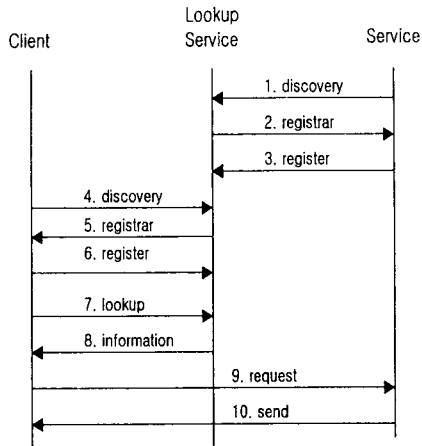 Client
Lookup
Service
Service
1. discovery
2. registrar
3. register
4. discovery
5. registrar
6. register
7. lookup
8. information
9. request
10. send